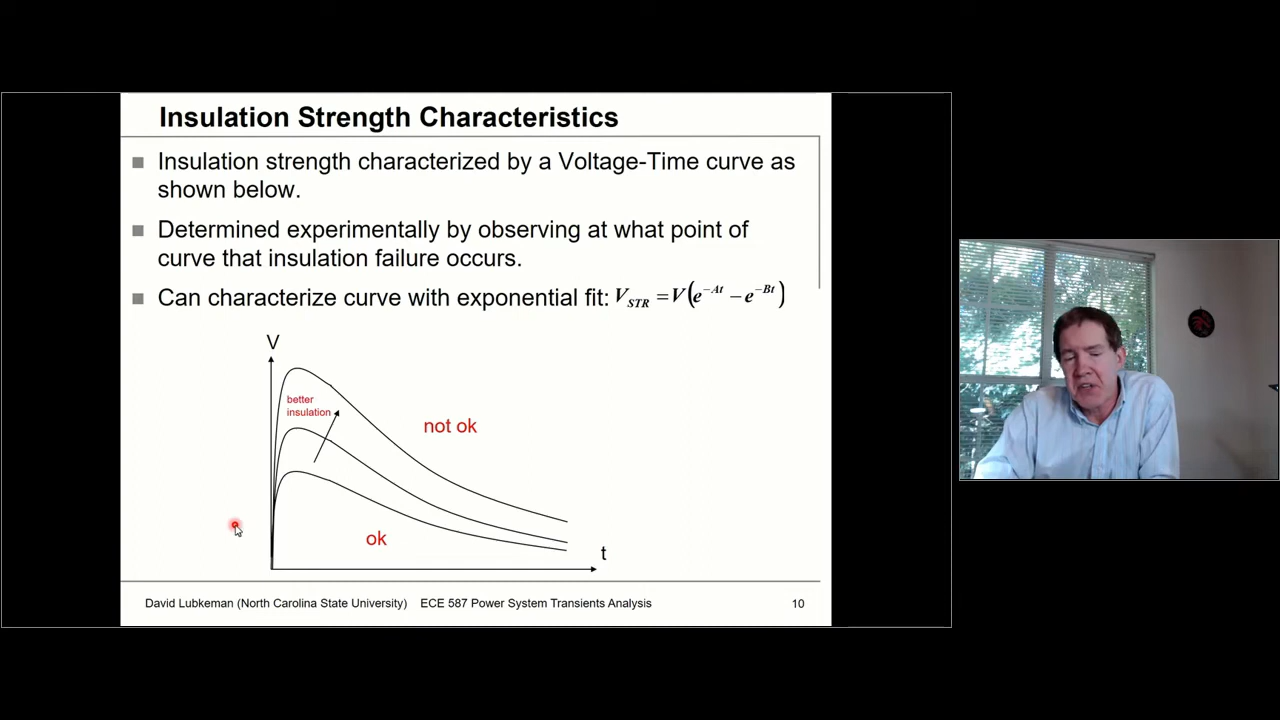 Insulation Strength Characteristics
Insulation strength characterized by a Voltage-Time curve as
shown below.
Determined experimentally by observing at what point of
curve that insulation failure occurs.
Can characterize curve with exponential fit: V_STR = V(e^{-At} - e^{-Bt})
V
better
insulation
not ok
ok
t
David Lubkeman (North Carolina State University) ECE 587 Power System Transients Analysis 10